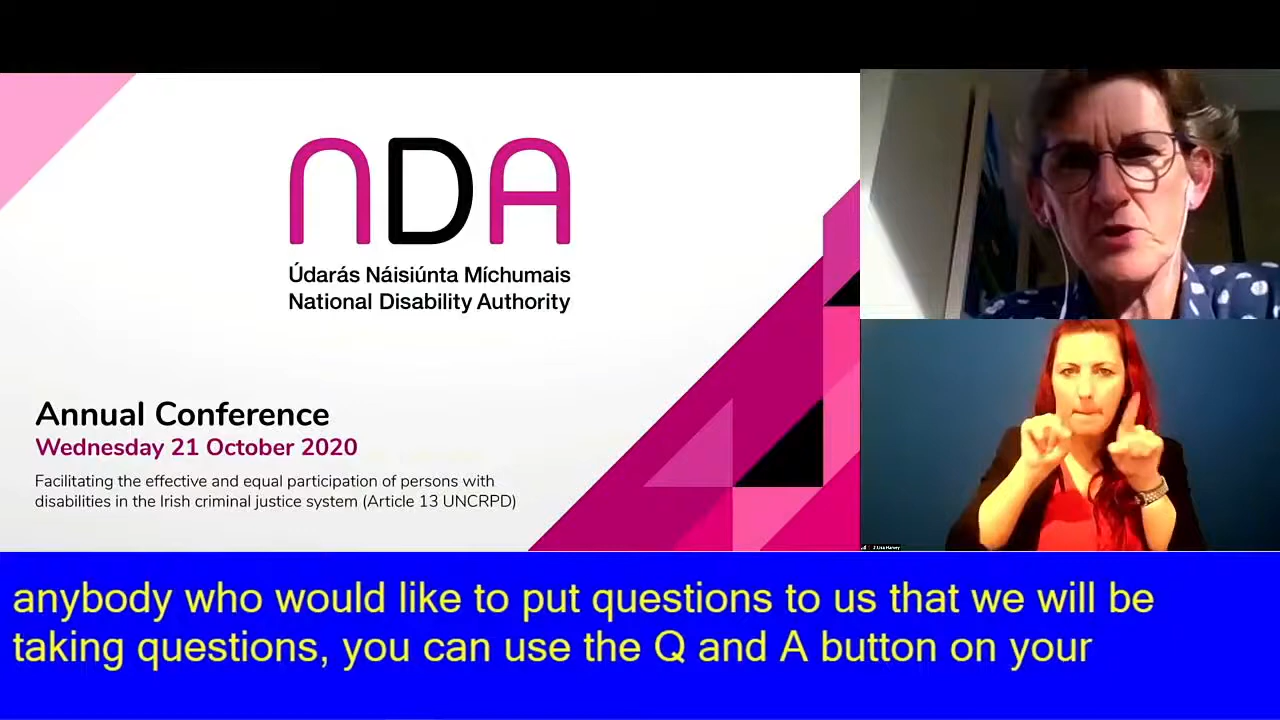 NDA
Údarás Náisiúnta Míchumais
National Disability Authority
Annual Conference
Wednesday 21 October 2020
Facilitating the effective and equal participation of persons with
disabilities in the Irish criminal justice system (Article 13 UNCRPD)
anybody who would like to put questions to us that we will be
taking questions, you can use the Q and A button on your